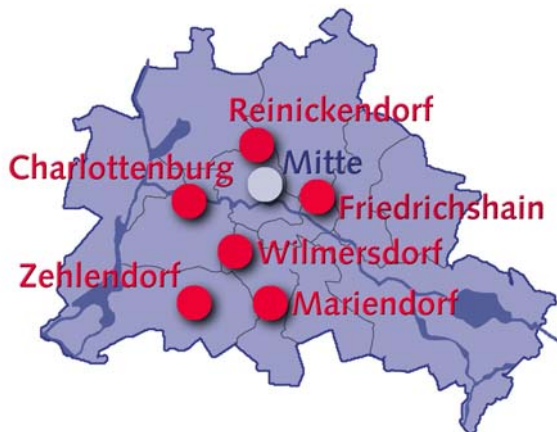 Reinickendorf
Mitte
Charlottenburg
Friedrichshain
Wilmersdorf
Zehlendorf
Mariendorf